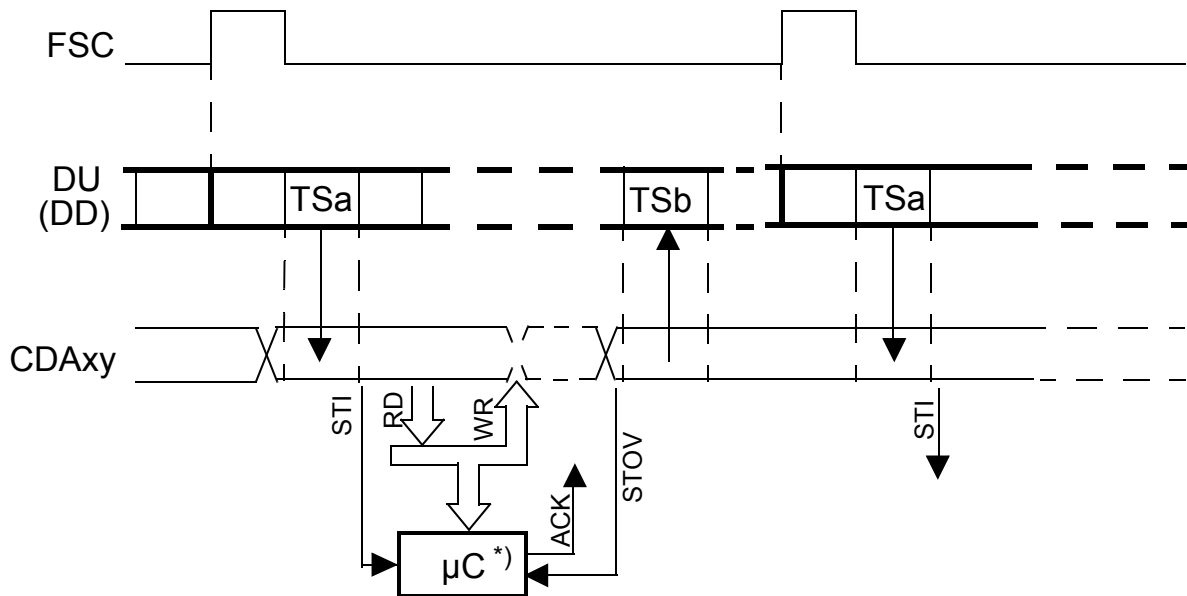 FSC
DU
(DD)
TSa
TSb
TSa
CDAxy
STI
RD
WR
STOV
STI
ACK
µC *)